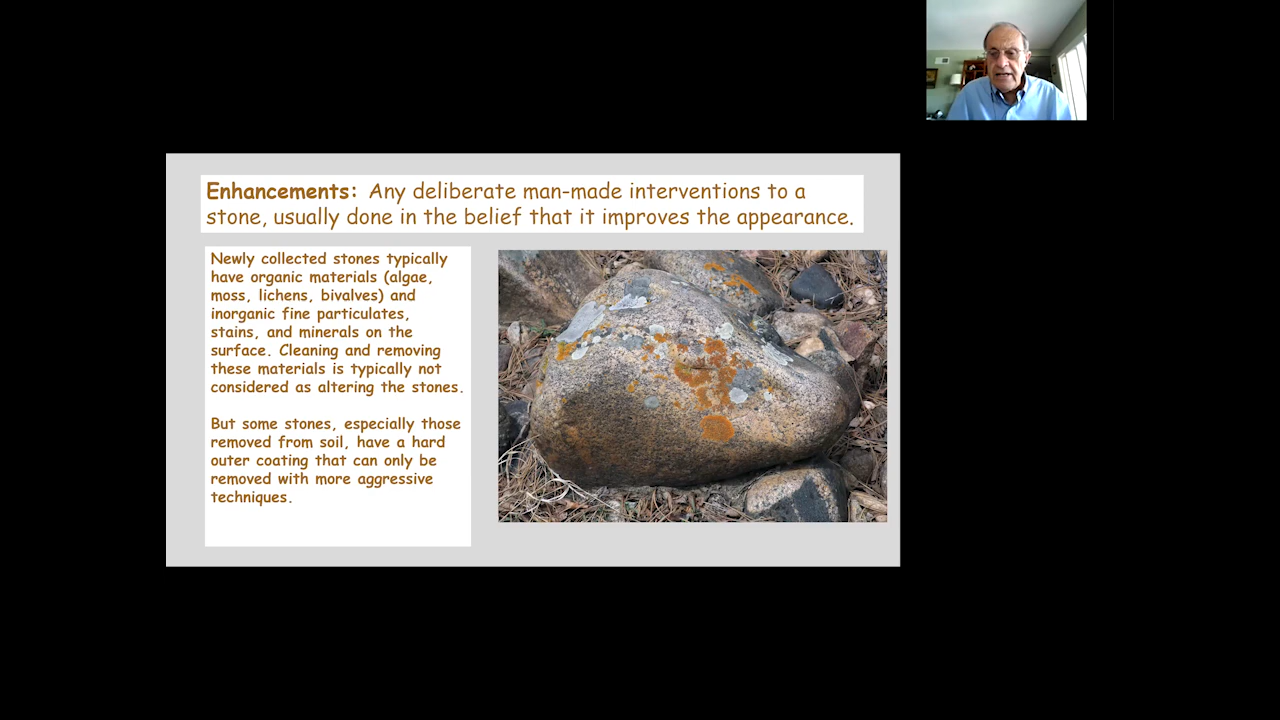 Enhancements: Any deliberate man-made interventions to a
stone, usually done in the belief that it improves the appearance.
Newly collected stones typically
have organic materials (algae,
moss, lichens, bivalves) and
inorganic fine particulates,
stains, and minerals on the
surface. Cleaning and removing
these materials is typically not
considered as altering the stones.
But some stones, especially those
removed from soil, have a hard
outer coating that can only be
removed with more aggressive
techniques.